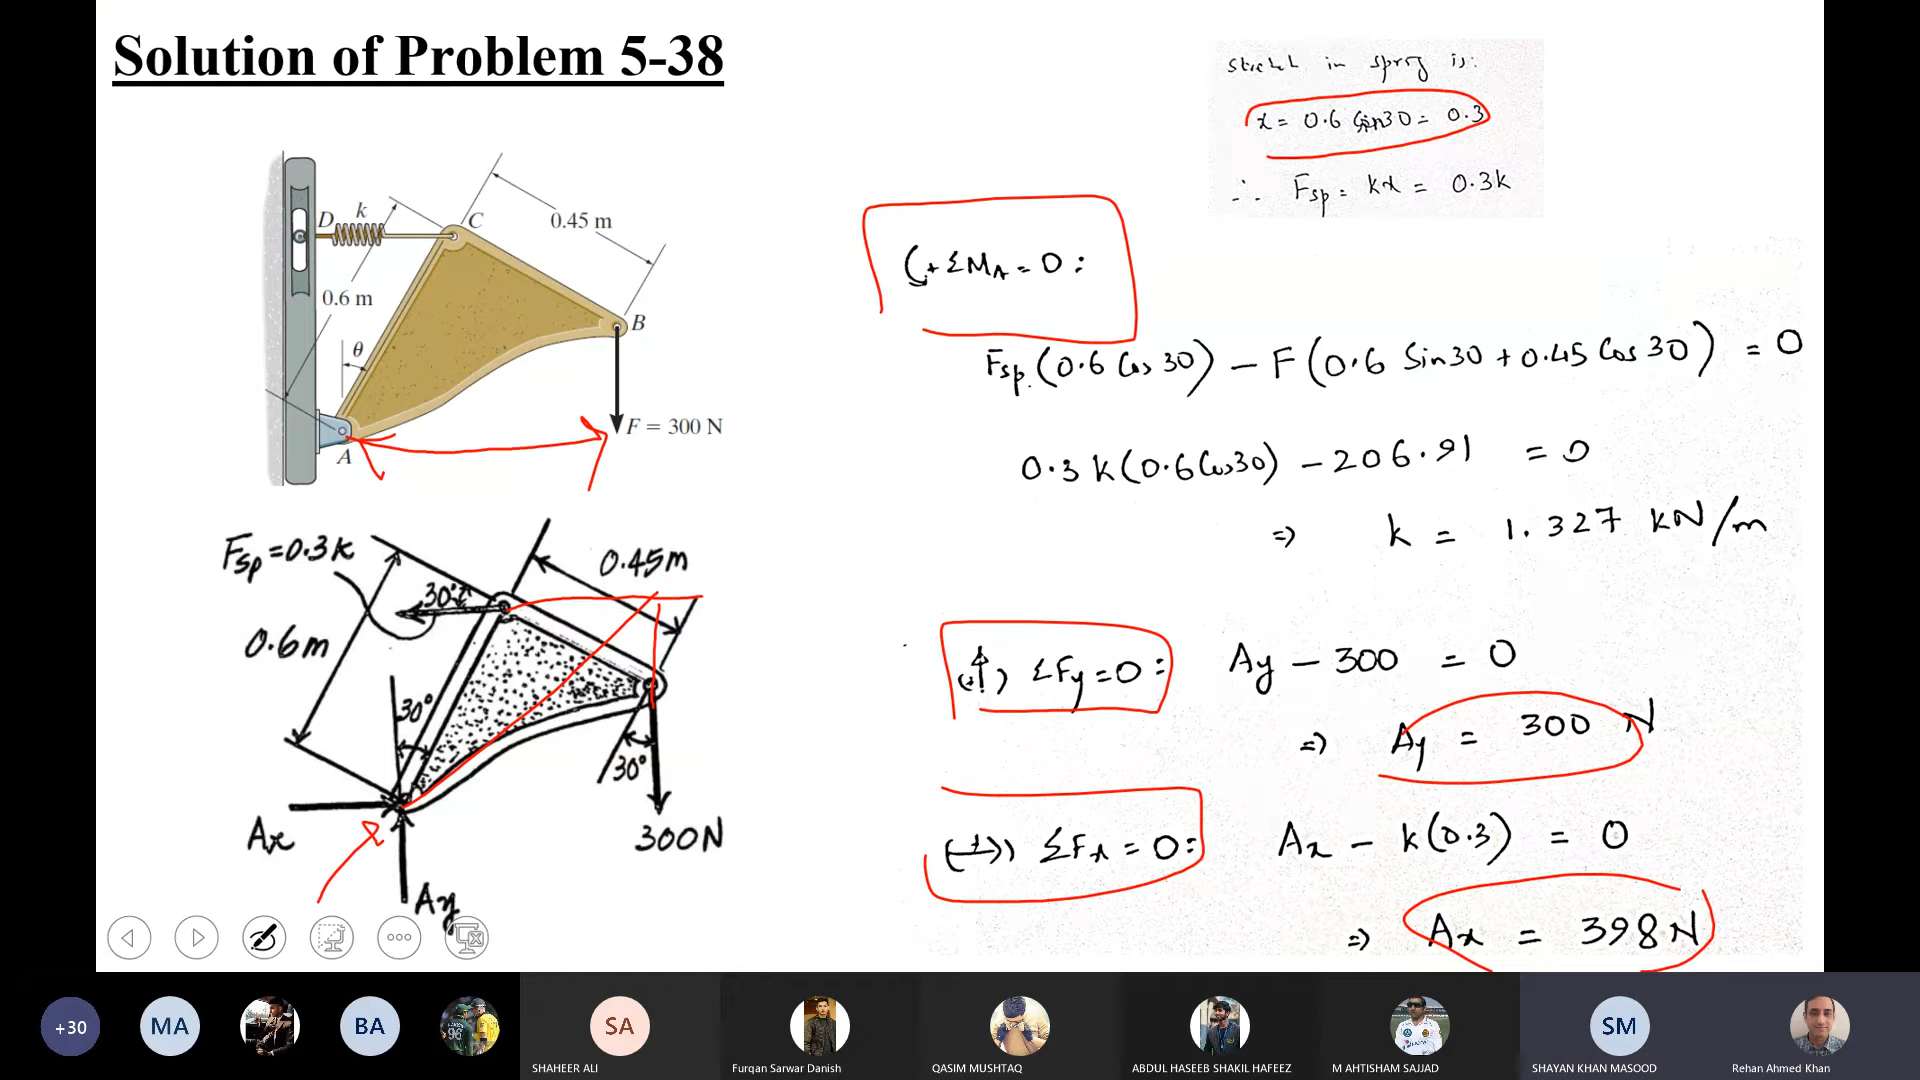 Solution of Problem 5-38
stretch in spring is:
x = 0.6 Sin30 = 0.3
∴ Fsp = kx = 0.3k
D
k
C
0.45 m
0.6 m
θ
B
F = 300 N
A
(+ ΣMA = 0 :
Fsp.(0.6 Cos 30) – F(0.6 Sin30 + 0.45 Cos 30) = 0
0.3 k(0.6Cos30) – 206.91 = 0
=> k = 1.327 kN/m
Fsp=0.3k
0.45m
30°
0.6m
30°
30°
Ax
300N
Ay
(+↑) ΣFy = 0 : Ay – 300 = 0
=> Ay = 300 N
(+→) ΣFx = 0 : Ax – k(0.3) = 0
=> Ax = 398 N
+30
MA
BA
SA
SM
SHAHEER ALI
Furqan Sarwar Danish
QASIM MUSHTAQ
ABDUL HASEEB SHAKIL HAFEEZ
M AHTISHAM SAJJAD
SHAYAN KHAN MASOOD
Rehan Ahmed Khan